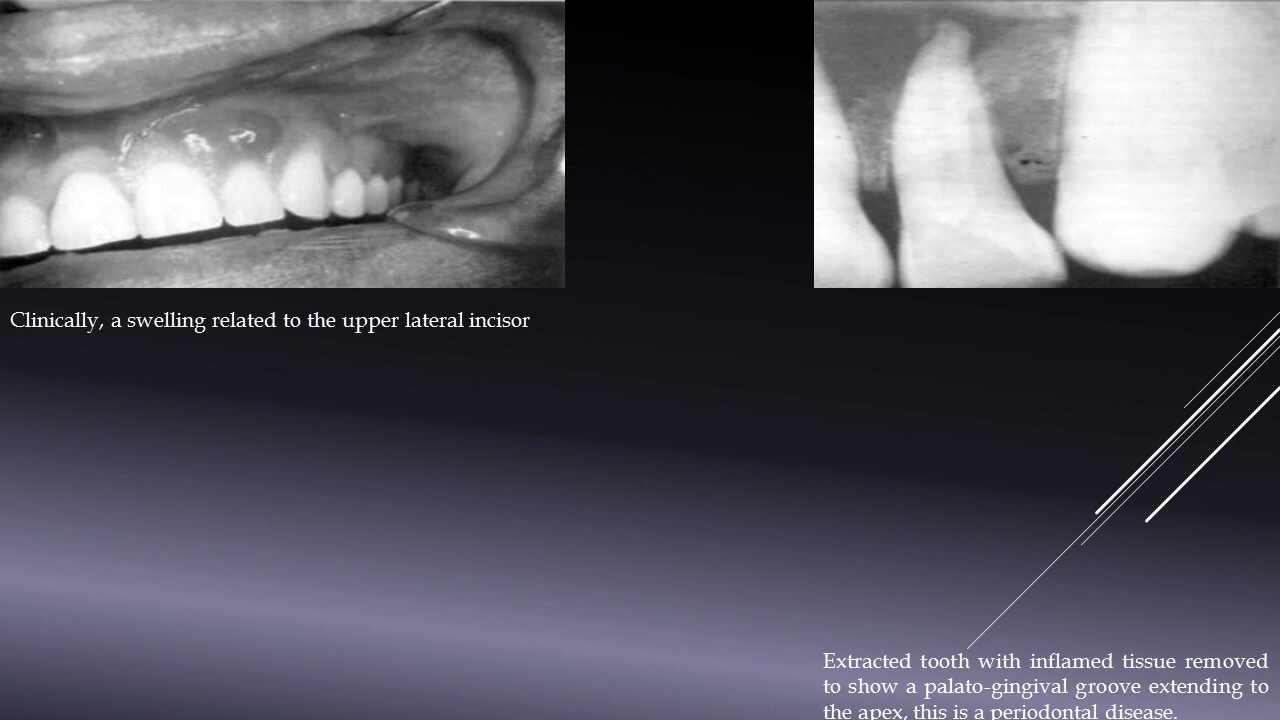 Clinically, a swelling related to the upper lateral incisor
Extracted tooth with inflamed tissue removed
to show a palato-gingival groove extending to
the apex, this is a periodontal disease.